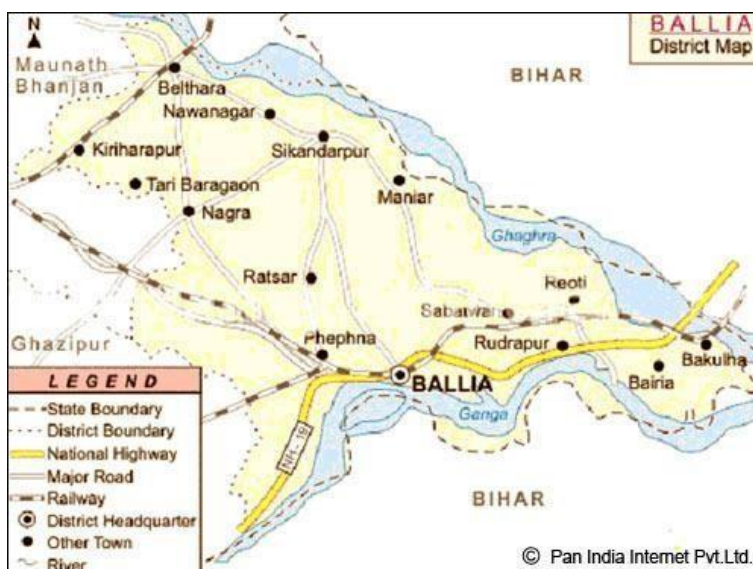 BALLIA
District Map
N
BIHAR
Maunath
Bhanjan
Belthara
Nawanagar
Kiriharapur
Sikandarpur
Tari Baragaon
Maniar
Nagra
Ghaghra
Ratsar
Reoti
Ghazipur
Phephna
Rudrapur
Bakulha
BALLIA
Bairia
Ganga
NH - 19
BIHAR
LEGEND
State Boundary
District Boundary
National Highway
Major Road
Railway
District Headquarter
Other Town
River
© Pan India Internet Pvt.Ltd.